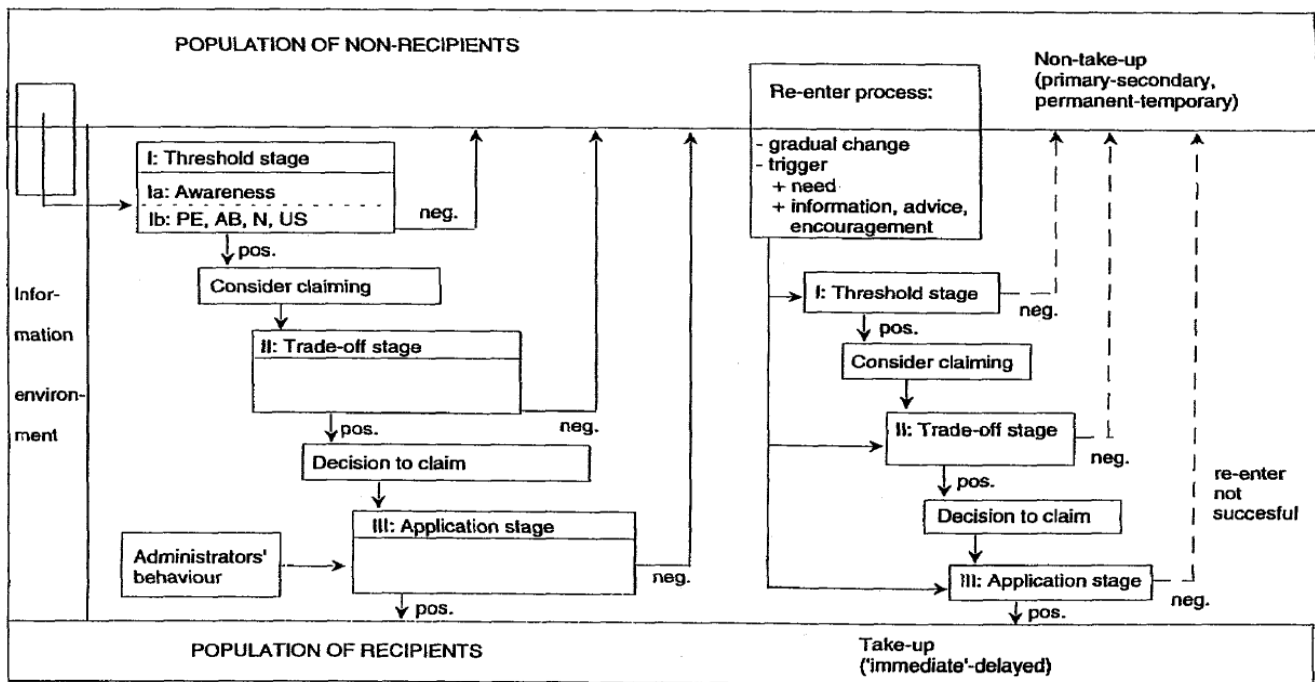 POPULATION OF NON-RECIPIENTS
Non-take-up
(primary-secondary,
permanent-temporary)
Re-enter process:
- gradual change
- trigger
+ need
+ information, advice,
encouragement
I: Threshold stage
Ia: Awareness
Ib: PE, AB, N, US
neg.
pos.
Consider claiming
II: Trade-off stage
neg.
pos.
Decision to claim
III: Application stage
neg.
pos.
Administrators'
behaviour
Infor-
mation
environ-
ment
I: Threshold stage
neg.
pos.
Consider claiming
II: Trade-off stage
neg.
pos.
Decision to claim
III: Application stage
neg.
pos.
re-enter
not
succesful
POPULATION OF RECIPIENTS
Take-up
('immediate'-delayed)